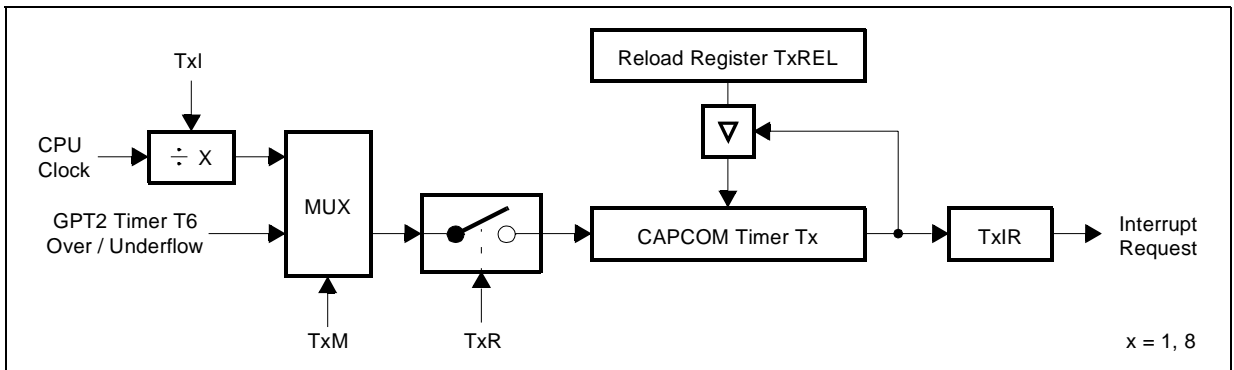 Reload Register TxREL
TxI
CPU
Clock
÷ X
MUX
GPT2 Timer T6
Over / Underflow
CAPCOM Timer Tx
TxIR
Interrupt
Request
TxM
TxR
x = 1, 8